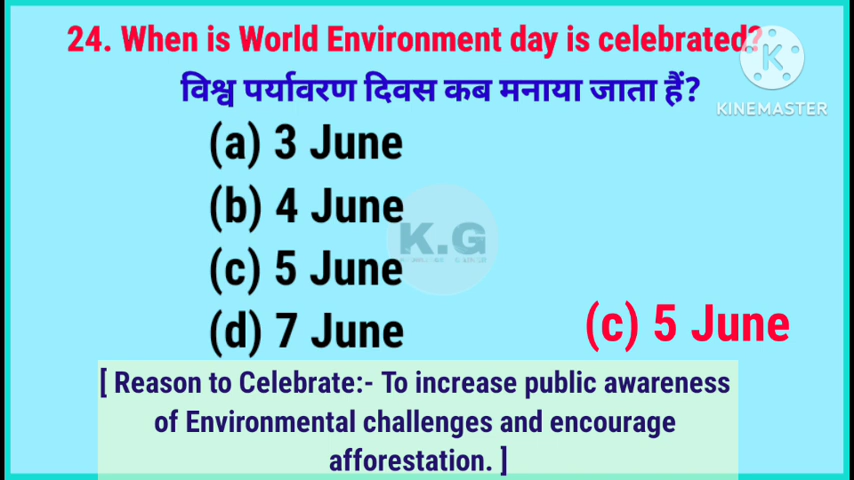 24. When is World Environment day is celebrated?
विश्व पर्यावरण दिवस कब मनाया जाता हैं?
KINEMASTER
(a) 3 June
(b) 4 June
K.G
(c) 5 June
(d) 7 June
(c) 5 June
[ Reason to Celebrate:- To increase public awareness
of Environmental challenges and encourage
afforestation. ]